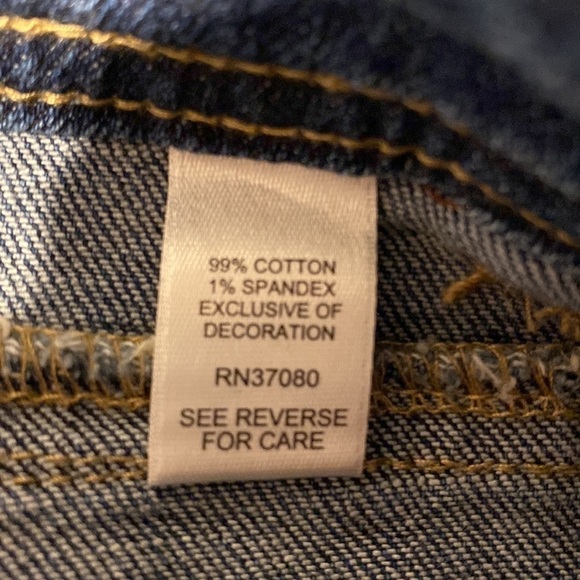 99% COTTON
1% SPANDEX
EXCLUSIVE OF
DECORATION
RN37080
SEE REVERSE
FOR CARE